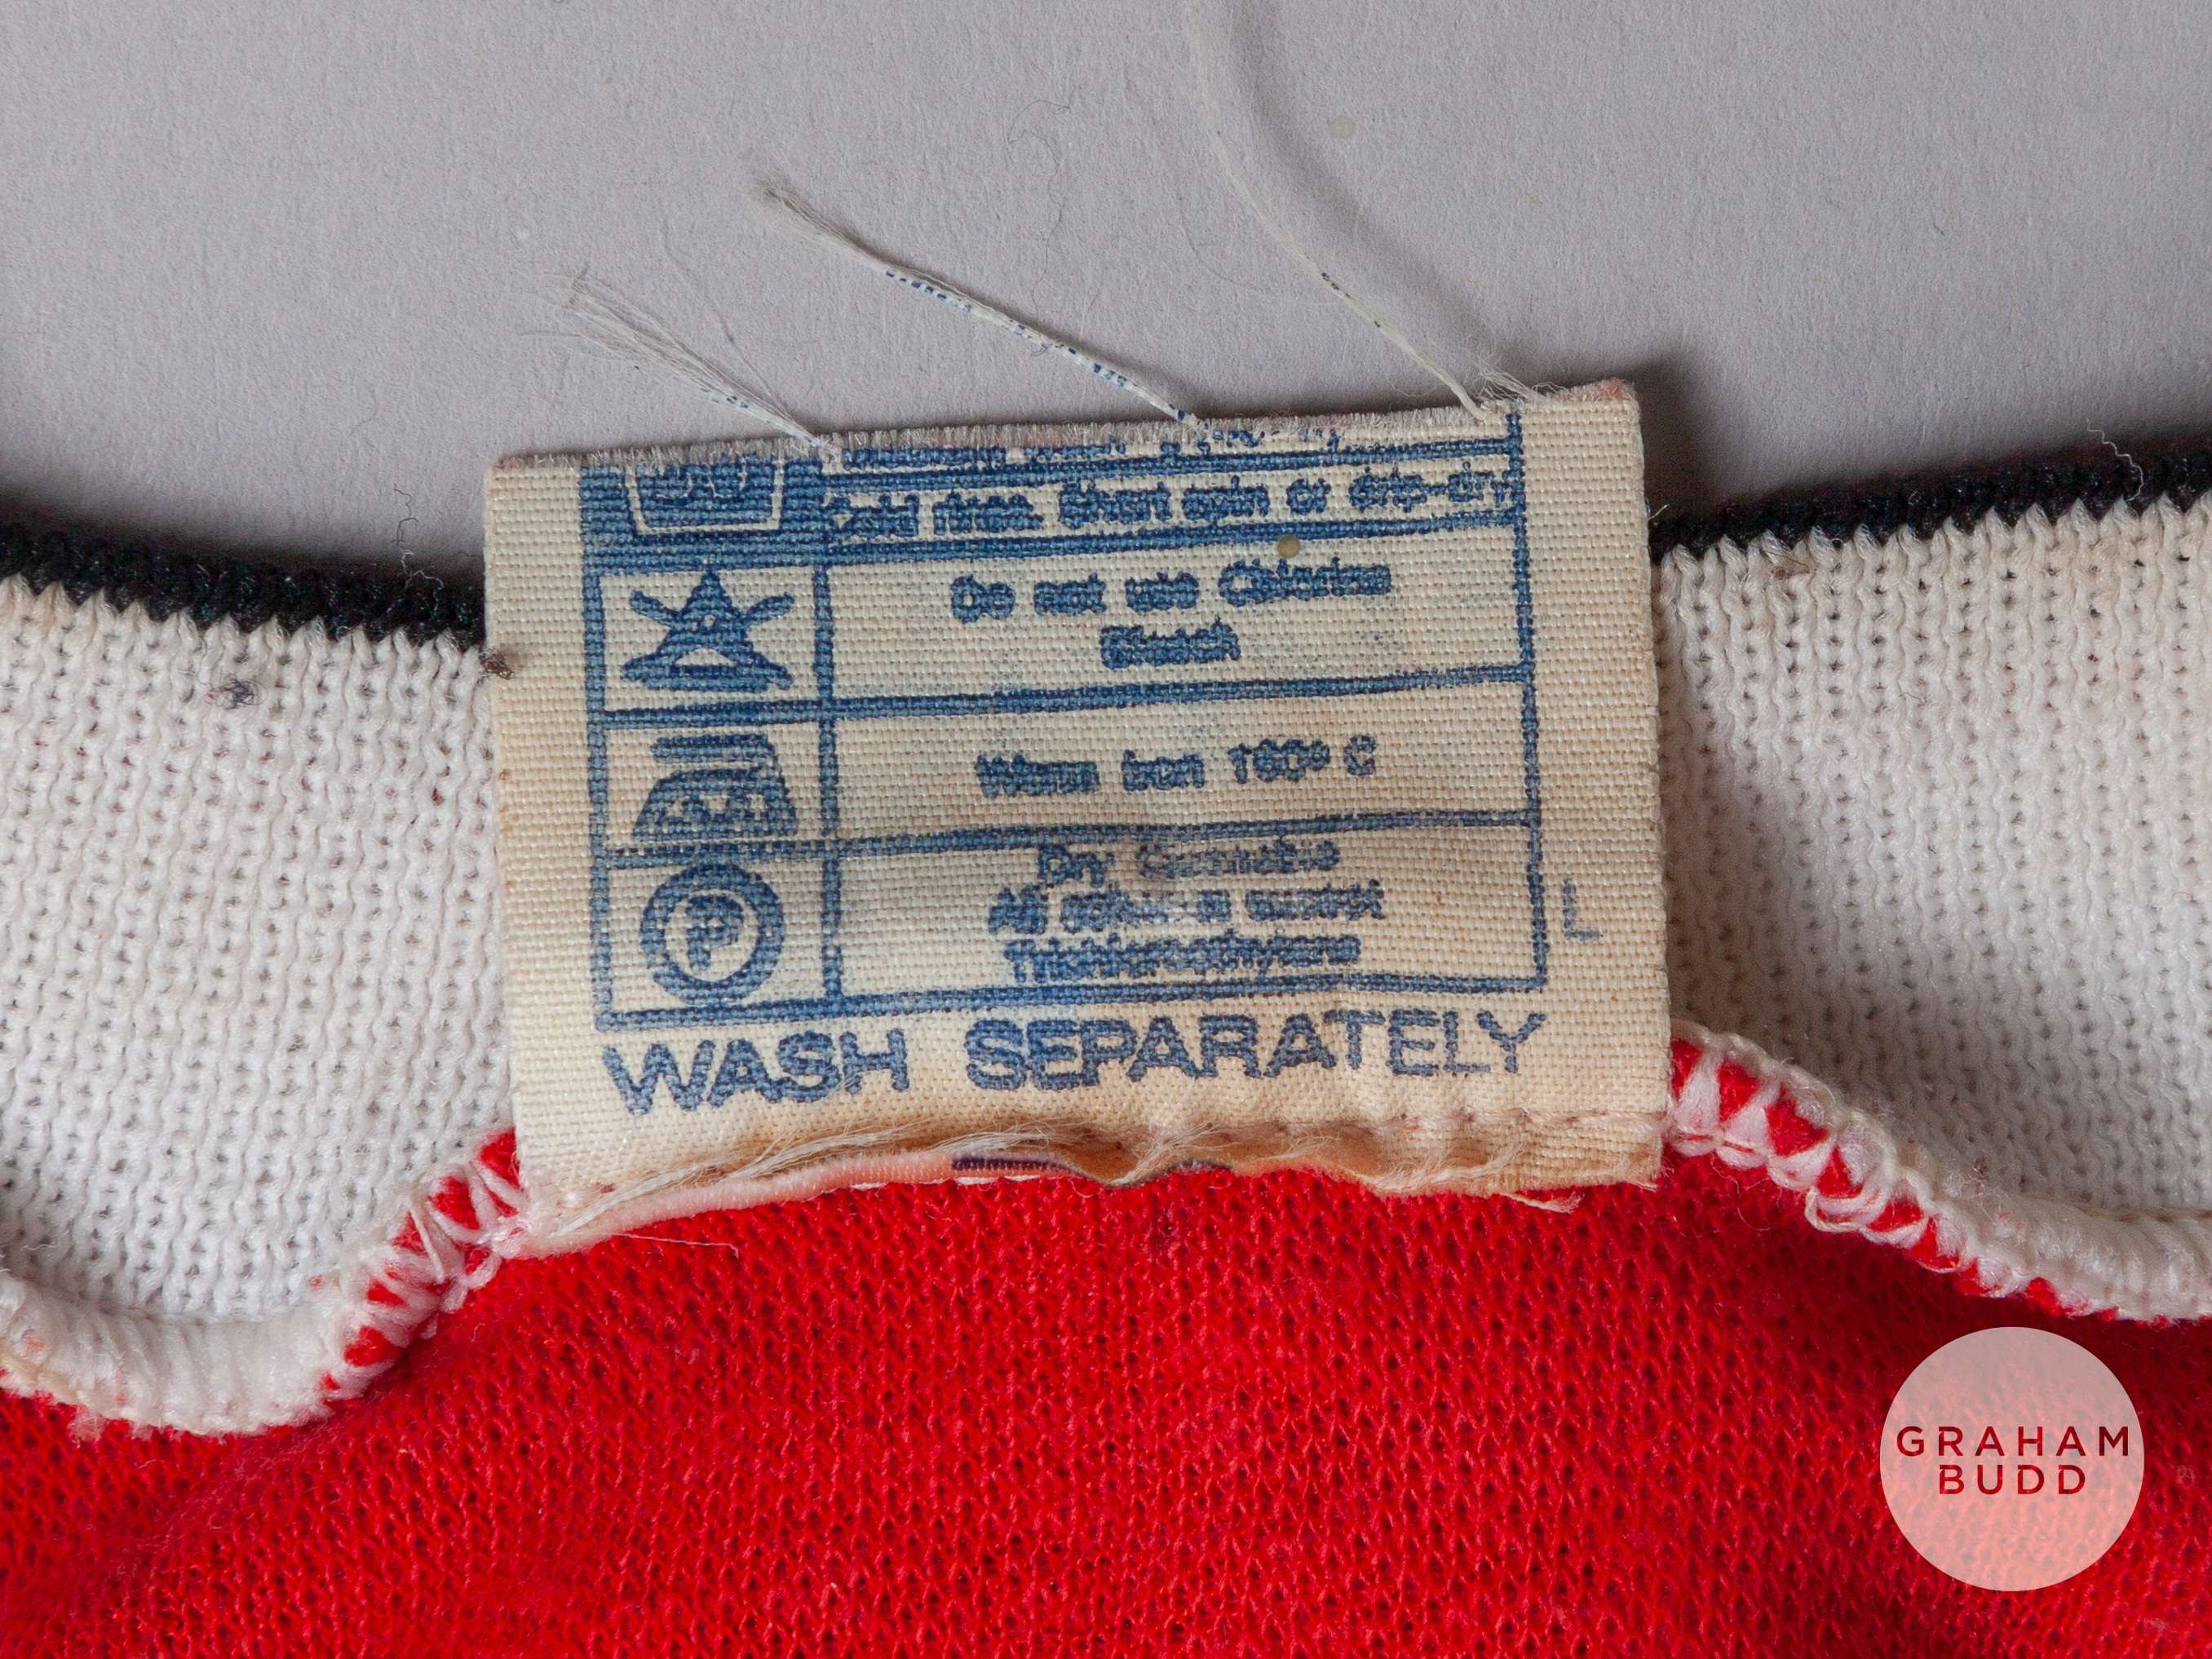 Cold rinse. Short spin or drip-dry
Do not use Chlorine
Bleach
Warm Iron 160° C
P
Dry Cleanable
All solvents except
Trichloroethylene
L
WASH SEPARATELY
GRAHAM
BUDD